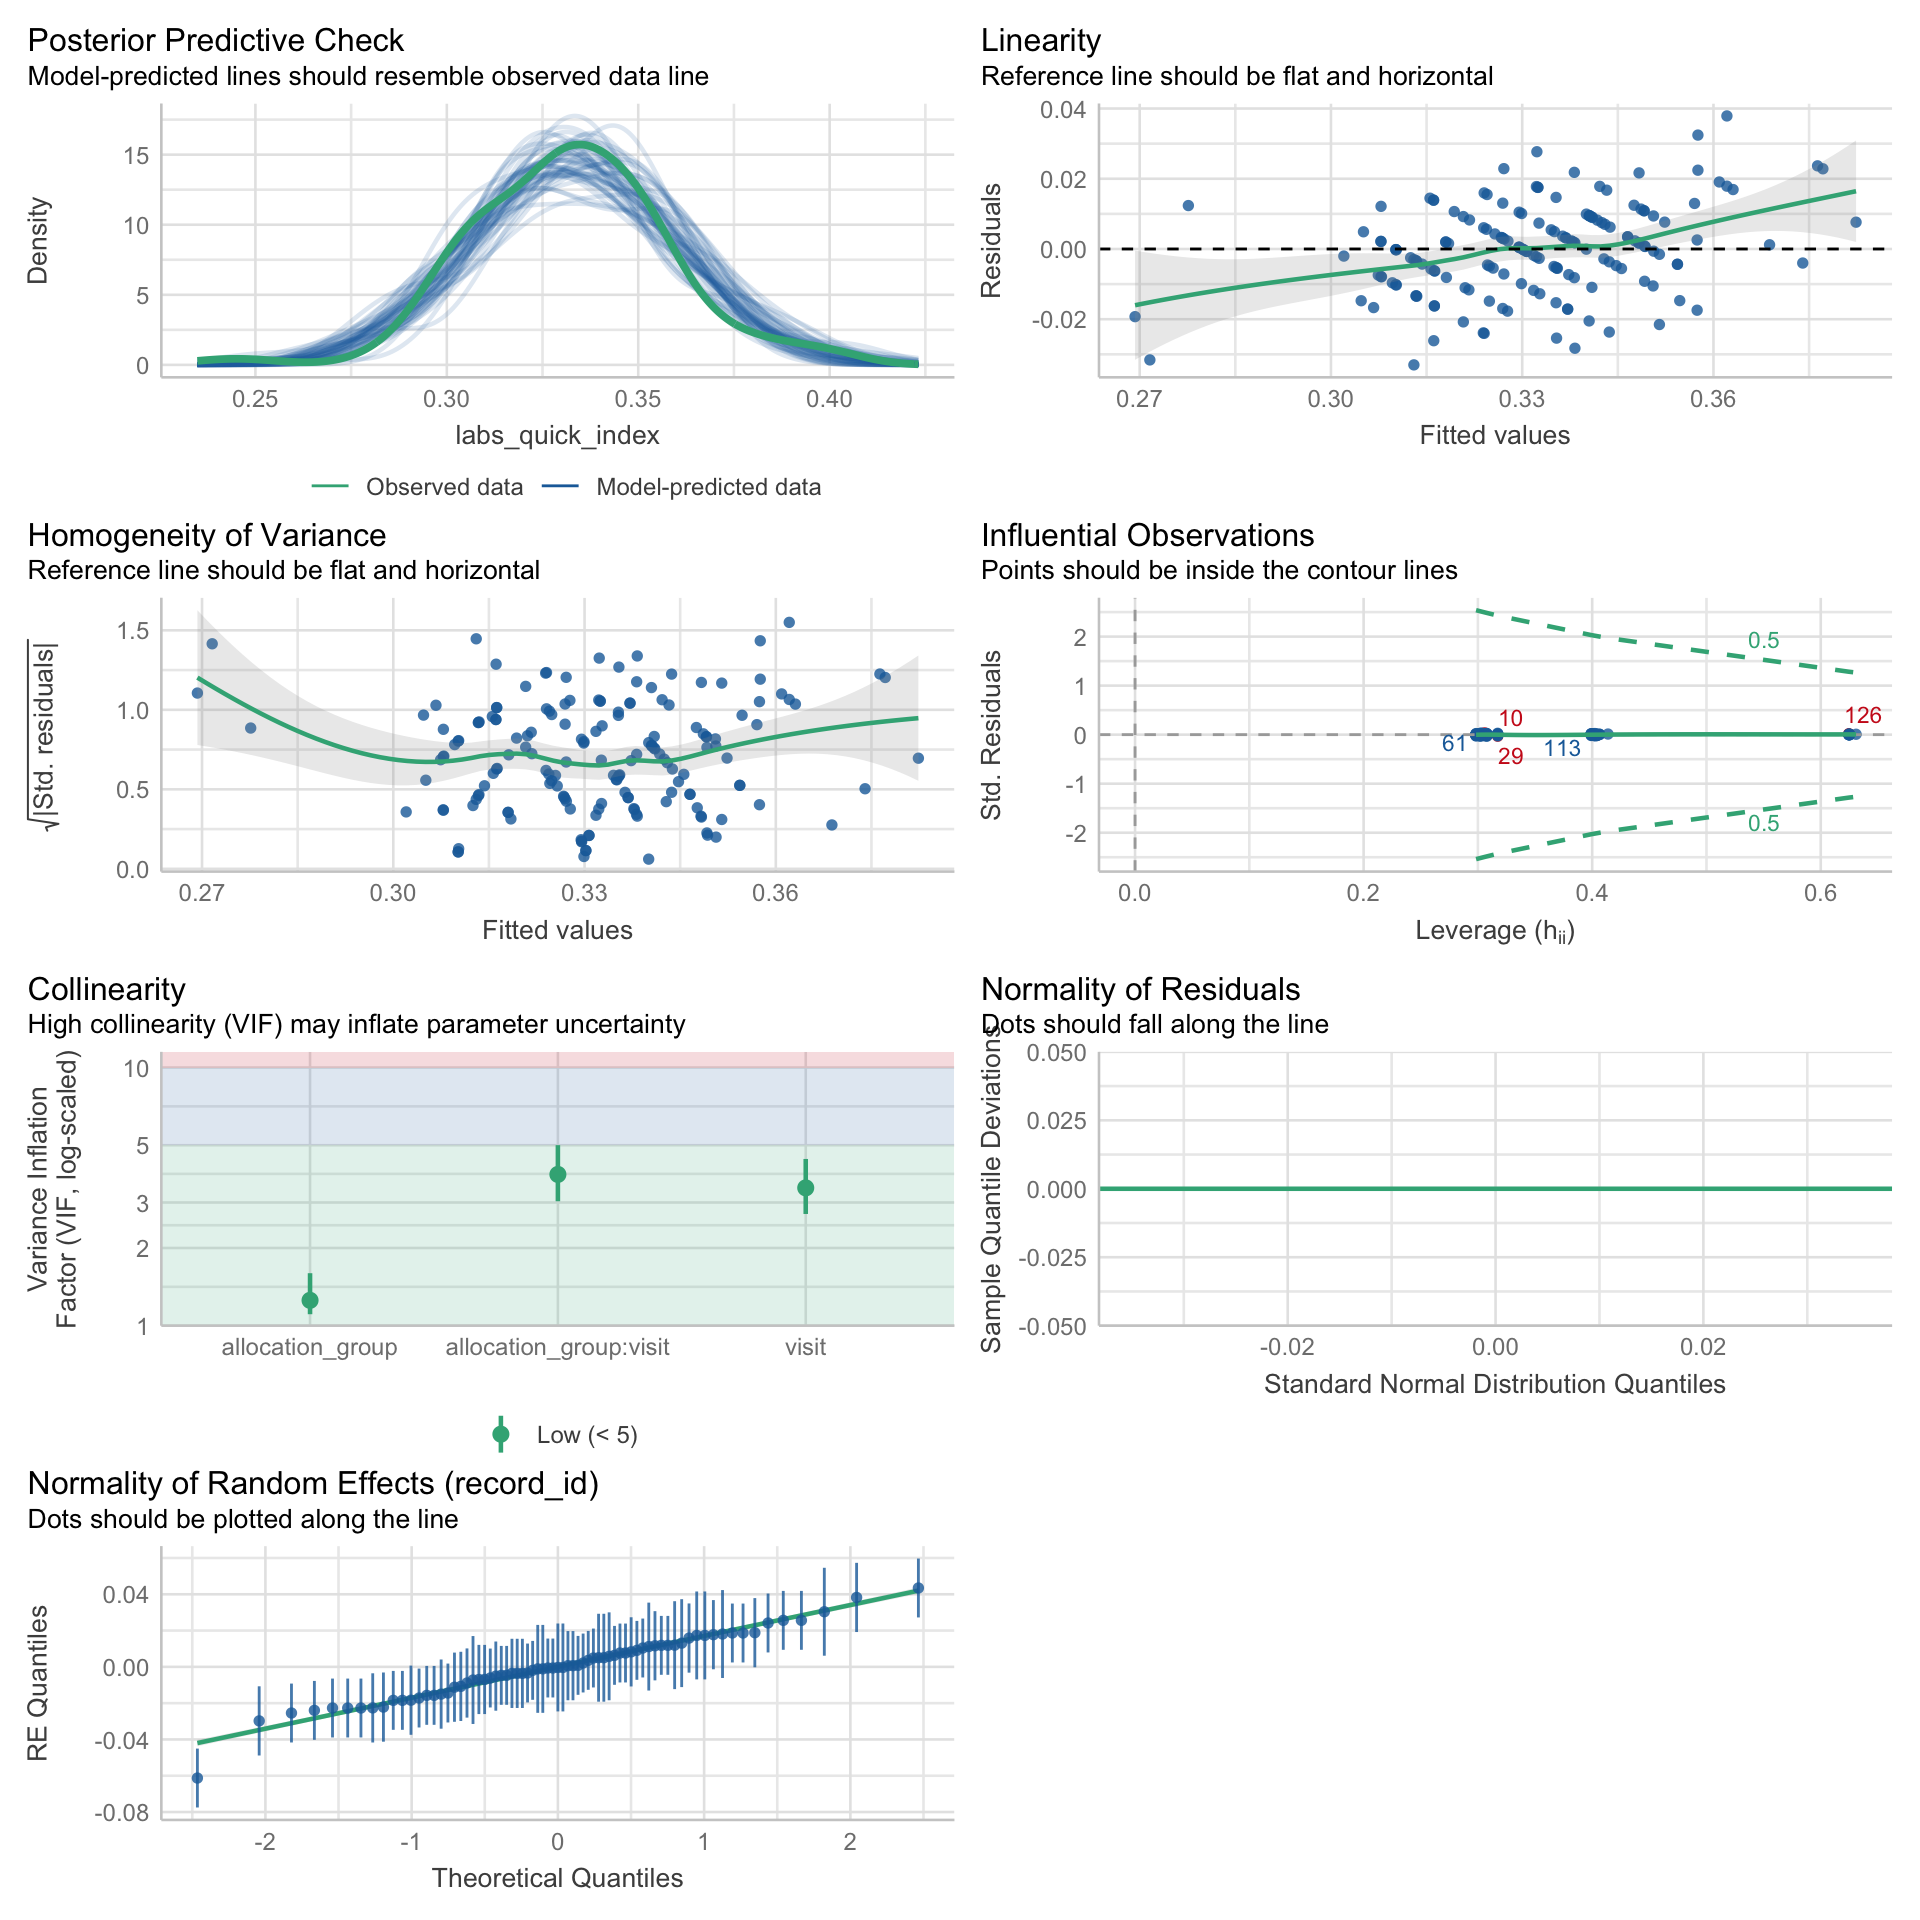 Posterior Predictive Check
Model-predicted lines should resemble observed data line
Density
15
10
5
0
0.25
0.30
0.35
0.40
labs_quick_index
Observed data
Model-predicted data
Linearity
Reference line should be flat and horizontal
Residuals
0.04
0.02
0.00
-0.02
0.27
0.30
0.33
0.36
Fitted values
Homogeneity of Variance
Reference line should be flat and horizontal
√|Std. residuals|
1.5
1.0
0.5
0.0
0.27
0.30
0.33
0.36
Fitted values
Influential Observations
Points should be inside the contour lines
Std. Residuals
2
1
0
-1
-2
0.5
10
126
61
29
113
0.5
0.0
0.2
0.4
0.6
Leverage (hii)
Collinearity
High collinearity (VIF) may inflate parameter uncertainty
Variance Inflation
Factor (VIF, log-scaled)
10
5
3
2
1
allocation_group
allocation_group:visit
visit
Low (< 5)
Normality of Residuals
Dots should fall along the line
Sample Quantile Deviations
0.050
0.025
0.000
-0.025
-0.050
-0.02
0.00
0.02
Standard Normal Distribution Quantiles
Normality of Random Effects (record_id)
Dots should be plotted along the line
RE Quantiles
0.04
0.00
-0.04
-0.08
-2
-1
0
1
2
Theoretical Quantiles